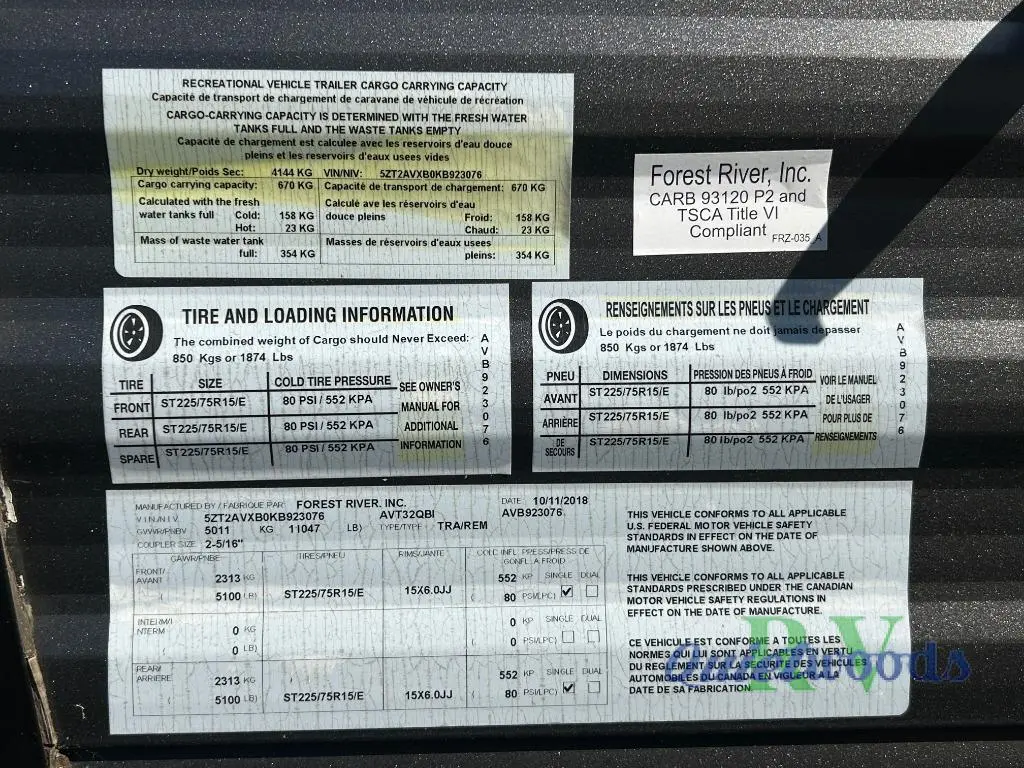 RECREATIONAL VEHICLE TRAILER CARGO CARRYING CAPACITY
Capacité de transport de chargement de caravane de véhicule de récréation
CARGO-CARRYING CAPACITY IS DETERMINED WITH THE FRESH WATER
TANKS FULL AND THE WASTE TANKS EMPTY
Capacité de chargement est calculee avec les reservoirs d'eau douce
pleins et les reservoirs d'eaux usees vides
Dry weight/Poids Sec: 4144 KG VIN/NIV: 5ZT2AVXB0KB923076
Cargo carrying capacity: 670 KG Capacité de transport de chargement: 670 KG
Calculated with the fresh Calculé ave les réservoirs d'eau
water tanks full Cold: 158 KG douce pleins Froid: 158 KG
Hot: 23 KG Chaud: 23 KG
Mass of waste water tank Masses de réservoirs d'eaux usees
full: 354 KG pleins: 354 KG
Forest River, Inc.
CARB 93120 P2 and
TSCA Title VI
Compliant FRZ-035_A
TIRE AND LOADING INFORMATION
The combined weight of Cargo should Never Exceed:
850 Kgs or 1874 Lbs
TIRE SIZE COLD TIRE PRESSURE SEE OWNER'S
FRONT ST225/75R15/E 80 PSI / 552 KPA MANUAL FOR
REAR ST225/75R15/E 80 PSI / 552 KPA ADDITIONAL
SPARE ST225/75R15/E 80 PSI / 552 KPA INFORMATION
AVB923076
RENSEIGNEMENTS SUR LES PNEUS ET LE CHARGEMENT
Le poids du chargement ne doit jamais depasser
850 Kgs or 1874 Lbs
PNEU DIMENSIONS PRESSION DES PNEUS À FROID VOIR LE MANUEL
AVANT ST225/75R15/E 80 lb/po2 552 KPA DE L'USAGER
ARRIÈRE ST225/75R15/E 80 lb/po2 552 KPA POUR PLUS DE
DE SECOURS ST225/75R15/E 80 lb/po2 552 KPA RENSEIGNEMENTS
AVB923076
MANUFACTURED BY / FABRIQUE PAR: FOREST RIVER, INC. DATE 10/11/2018
V I N / N I V 5ZT2AVXB0KB923076 AVT32QBI AVB923076
GVWR/PNBV 5011 KG 11047 LB) TYPE/TYPE TRA/REM
COUPLER SIZE 2-5/16"
GAWR/PNBE TIRES/PNEU RIMS/JANTE COLD INFL. PRESS/PRESS DE
GONFL. A FROID
FRONT/ AVANT 2313 KG 552 KP SINGLE DUAL
( 5100 LB) ST225/75R15/E 15X6.0JJ ( 80 PSI/LPC)
INTERM/I NTERM 0 KG 0 KP SINGLE DUAL
( 0 LB) ( 0 PSI/LPC)
REAR/ ARRIERE 2313 KG 552 KP SINGLE DUAL
( 5100 LB) ST225/75R15/E 15X6.0JJ ( 80 PSI/LPC)
THIS VEHICLE CONFORMS TO ALL APPLICABLE
U.S. FEDERAL MOTOR VEHICLE SAFETY
STANDARDS IN EFFECT ON THE DATE OF
MANUFACTURE SHOWN ABOVE.
THIS VEHICLE CONFORMS TO ALL APPLICABLE
STANDARDS PRESCRIBED UNDER THE CANADIAN
MOTOR VEHICLE SAFETY REGULATIONS IN
EFFECT ON THE DATE OF MANUFACTURE.
CE VEHICULE EST CONFORME A TOUTES LES
NORMES QUI LUI SONT APPLICABLES EN VERTU
DU REGLEMENT SUR LA SECURITE DES VEHICULES
AUTOMOBILES DU CANADA EN VIGUEUR A LA
DATE DE SA FABRICATION.
RV